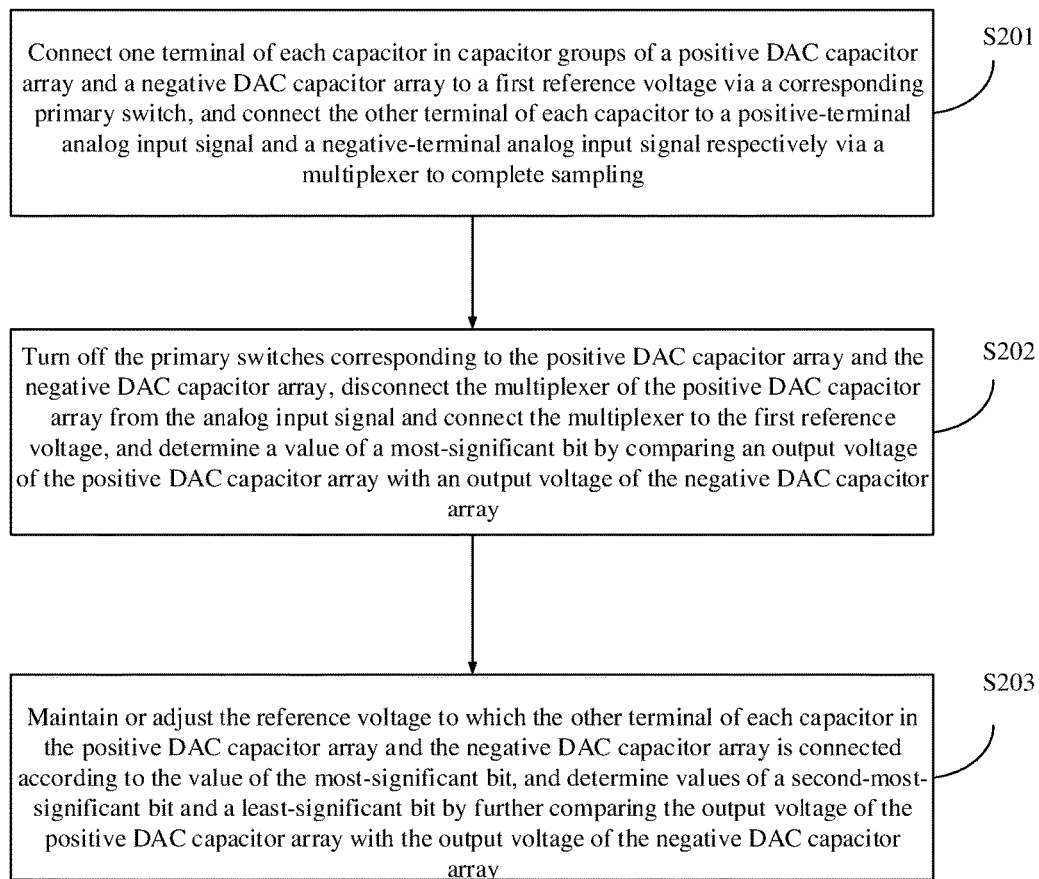 Connect one terminal of each capacitor in capacitor groups of a positive DAC capacitor
array and a negative DAC capacitor array to a first reference voltage via a corresponding
primary switch, and connect the other terminal of each capacitor to a positive-terminal
analog input signal and a negative-terminal analog input signal respectively via a
multiplexer to complete sampling
S201
Turn off the primary switches corresponding to the positive DAC capacitor array and the
negative DAC capacitor array, disconnect the multiplexer of the positive DAC capacitor
array from the analog input signal and connect the multiplexer to the first reference
voltage, and determine a value of a most-significant bit by comparing an output voltage
of the positive DAC capacitor array with an output voltage of the negative DAC capacitor
array
S202
Maintain or adjust the reference voltage to which the other terminal of each capacitor in
the positive DAC capacitor array and the negative DAC capacitor array is connected
according to the value of the most-significant bit, and determine values of a second-most-
significant bit and a least-significant bit by further comparing the output voltage of the
positive DAC capacitor array with the output voltage of the negative DAC capacitor
array
S203